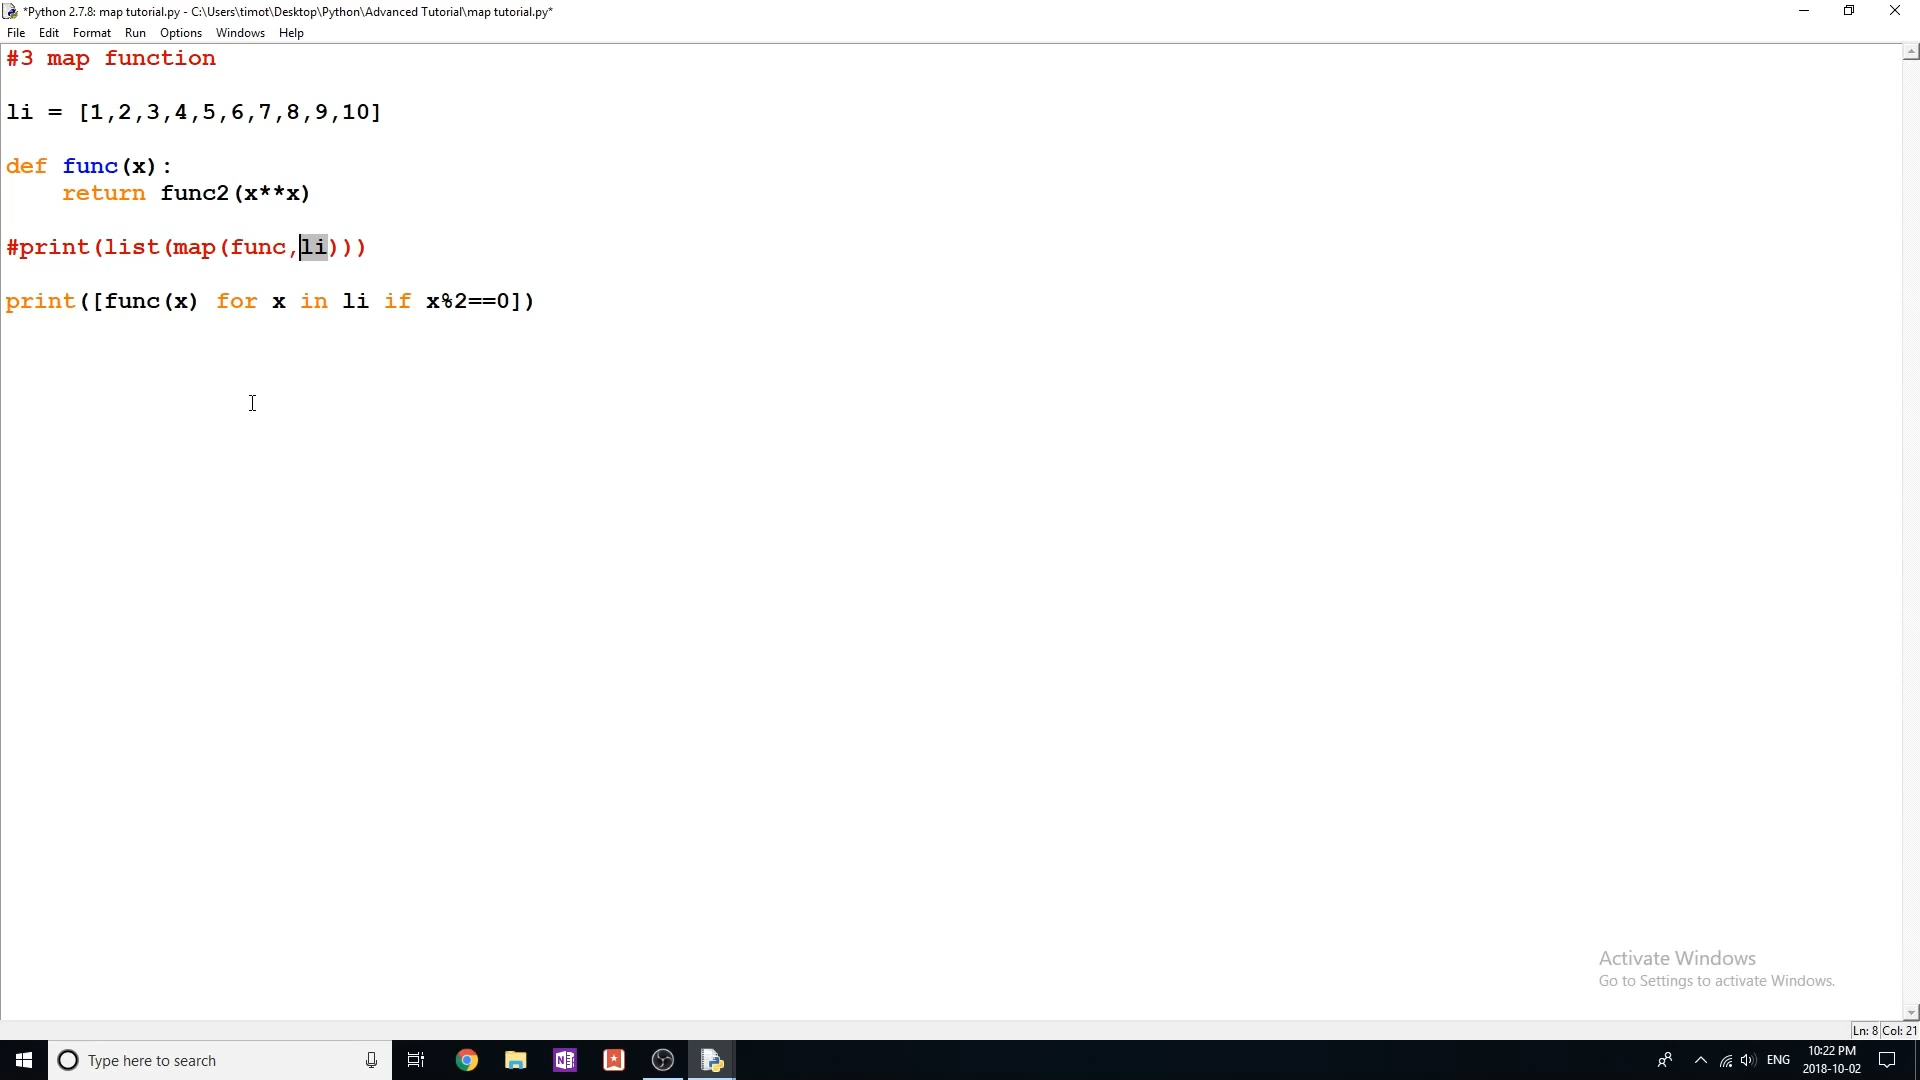 *Python 2.7.8: map tutorial.py - C:\Users\timot\Desktop\Python\Advanced Tutorial\map tutorial.py*
File Edit Format Run Options Windows Help
#3 map function
li = [1,2,3,4,5,6,7,8,9,10]
def func(x):
    return func2(x**x)
#print(list(map(func,li)))
print([func(x) for x in li if x%2==0])
Activate Windows
Go to Settings to activate Windows.
Ln: 8 Col: 21
Type here to search
N
ENG
10:22 PM
2018-10-02